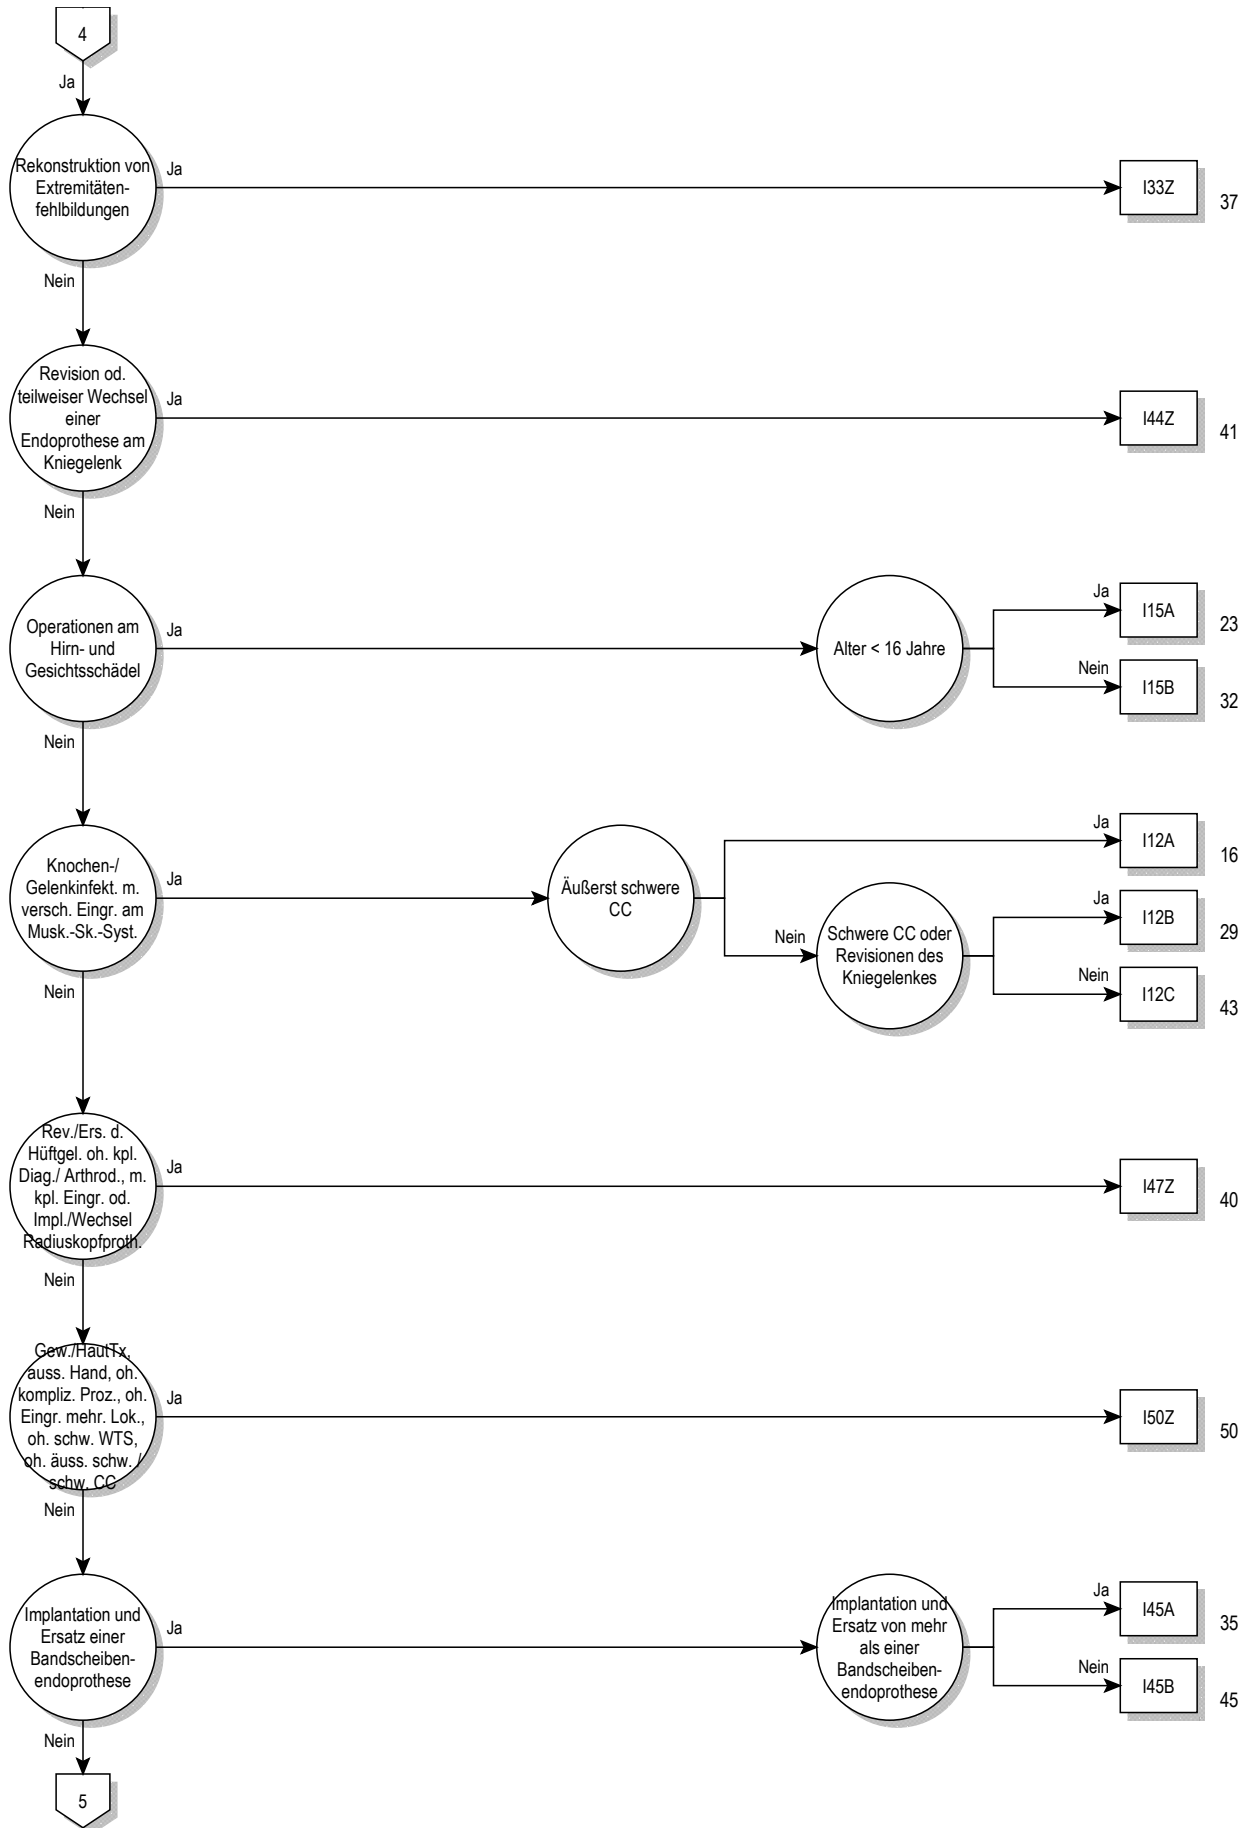 4
Ja
Rekonstruktion von
Extremitäten-
fehlbildungen
Ja
I33Z
37
Nein
Revision od.
teilweiser Wechsel
einer
Endoprothese am
Kniegelenk
Ja
I44Z
41
Nein
Operationen am
Hirn- und
Gesichtsschädel
Ja
Alter < 16 Jahre
Ja
I15A
23
Nein
I15B
32
Nein
Knochen-/
Gelenkinfekt. m.
versch. Eingr. am
Musk.-Sk.-Syst.
Ja
Äußerst schwere
CC
Ja
I12A
16
Nein
Schwere CC oder
Revisionen des
Kniegelenkes
Ja
I12B
29
Nein
I12C
43
Nein
Rev./Ers. d.
Hüftgel. oh. kpl.
Diag./ Arthrod., m.
kpl. Eingr. od.
Impl./Wechsel
Radiuskopfproth.
Ja
I47Z
40
Nein
Gew./HautTx,
auss. Hand, oh.
kompliz. Proz., oh.
Eingr. mehr. Lok.,
oh. schw. WTS,
oh. äuss. schw. /
schw. CC
Ja
I50Z
50
Nein
Implantation und
Ersatz einer
Bandscheiben-
endoprothese
Ja
Implantation und
Ersatz von mehr
als einer
Bandscheiben-
endoprothese
Ja
I45A
35
Nein
I45B
45
Nein
5